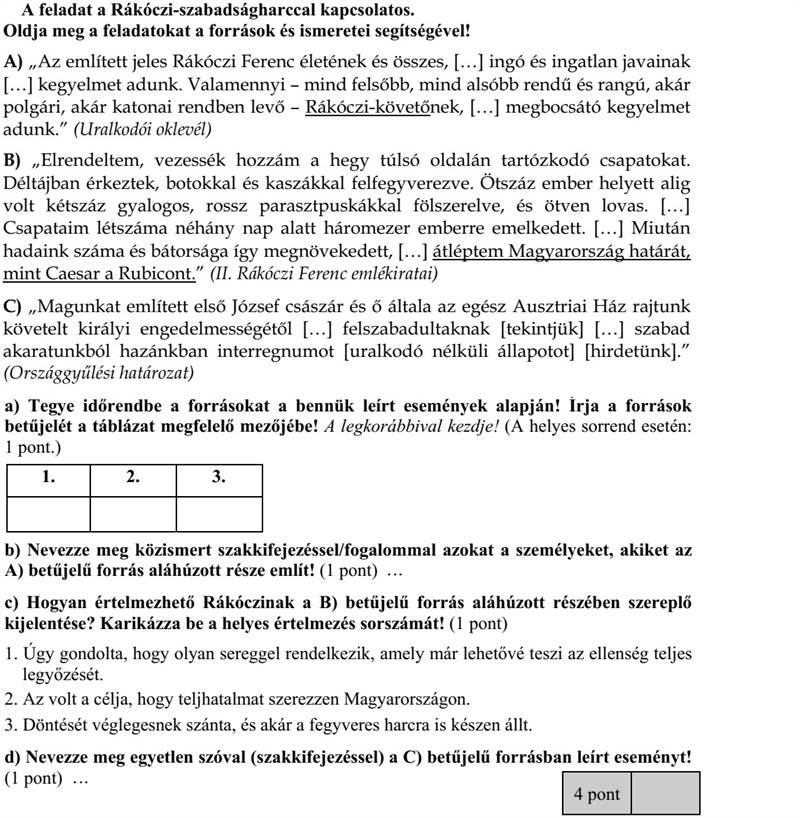 A feladat a Rákóczi-szabadságharccal kapcsolatos.
Oldja meg a feladatokat a források és ismeretei segítségével!
A) „Az említett jeles Rákóczi Ferenc életének és összes, […] ingó és ingatlan javainak
[…] kegyelmet adunk. Valamennyi – mind felsőbb, mind alsóbb rendű és rangú, akár
polgári, akár katonai rendben levő – Rákóczi-követőnek, […] megbocsátó kegyelmet
adunk.” (Uralkodói oklevél)
B) „Elrendeltem, vezessék hozzám a hegy túlsó oldalán tartózkodó csapatokat.
Déltájban érkeztek, botokkal és kaszákkal felfegyverezve. Ötszáz ember helyett alig
volt kétszáz gyalogos, rossz parasztpuskákkal fölszerelve, és ötven lovas. […]
Csapataim létszáma néhány nap alatt háromezer emberre emelkedett. […] Miután
hadaink száma és bátorsága így megnövekedett, […] átléptem Magyarország határát,
mint Caesar a Rubicont.” (II. Rákóczi Ferenc emlékiratai)
C) „Magunkat említett első József császár és ő általa az egész Ausztriai Ház rajtunk
követelt királyi engedelmességétől […] felszabadultaknak [tekintjük] […] szabad
akaratunkból hazánkban interregnumot [uralkodó nélküli állapotot] [hirdetünk].”
(Országgyűlési határozat)
a) Tegye időrendbe a forrásokat a bennük leírt események alapján! Írja a források
betűjelét a táblázat megfelelő mezőjébe! A legkorábbival kezdje! (A helyes sorrend esetén:
1 pont.)
1. 2. 3.
b) Nevezze meg közismert szakkifejezéssel/fogalommal azokat a személyeket, akiket az
A) betűjelű forrás aláhúzott része említ! (1 pont) …
c) Hogyan értelmezhető Rákóczinak a B) betűjelű forrás aláhúzott részében szereplő
kijelentése? Karikázza be a helyes értelmezés sorszámát! (1 pont)
1. Úgy gondolta, hogy olyan sereggel rendelkezik, amely már lehetővé teszi az ellenség teljes
legyőzését.
2. Az volt a célja, hogy teljhatalmat szerezzen Magyarországon.
3. Döntését véglegesnek szánta, és akár a fegyveres harcra is készen állt.
d) Nevezze meg egyetlen szóval (szakkifejezéssel) a C) betűjelű forrásban leírt eseményt!
(1 pont) …
4 pont